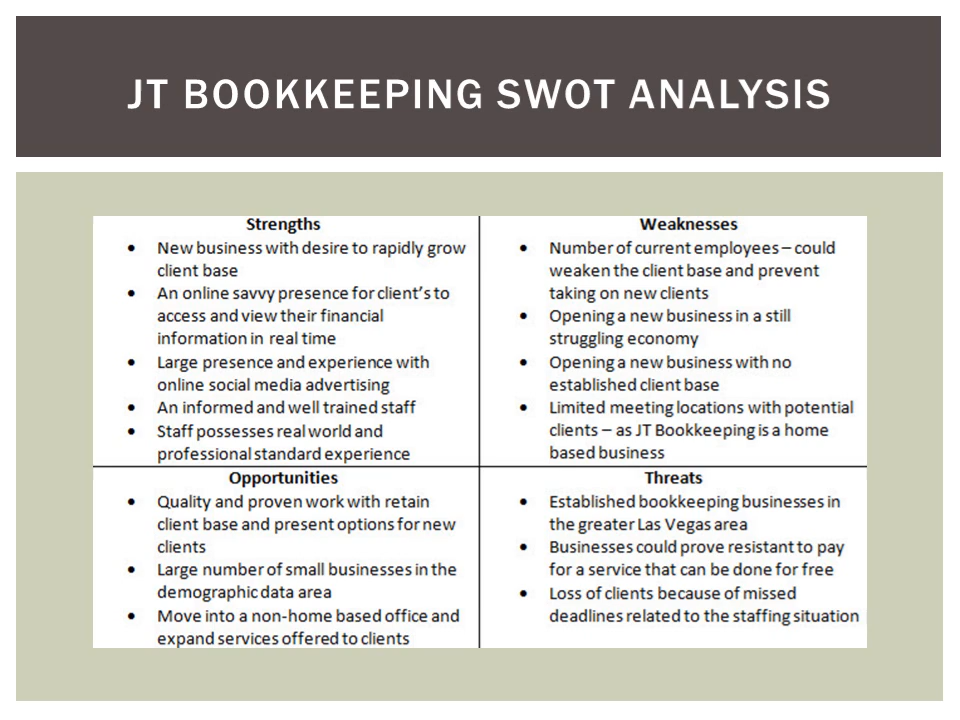 JT BOOKKEEPING SWOT ANALYSIS
Strengths
• New business with desire to rapidly grow
client base
• An online savvy presence for client's to
access and view their financial
information in real time
• Large presence and experience with
online social media advertising
• An informed and well trained staff
• Staff possesses real world and
professional standard experience
Weaknesses
• Number of current employees – could
weaken the client base and prevent
taking on new clients
• Opening a new business in a still
struggling economy
• Opening a new business with no
established client base
• Limited meeting locations with potential
clients – as JT Bookkeeping is a home
based business
Opportunities
• Quality and proven work with retain
client base and present options for new
clients
• Large number of small businesses in the
demographic data area
• Move into a non-home based office and
expand services offered to clients
Threats
• Established bookkeeping businesses in
the greater Las Vegas area
• Businesses could prove resistant to pay
for a service that can be done for free
• Loss of clients because of missed
deadlines related to the staffing situation